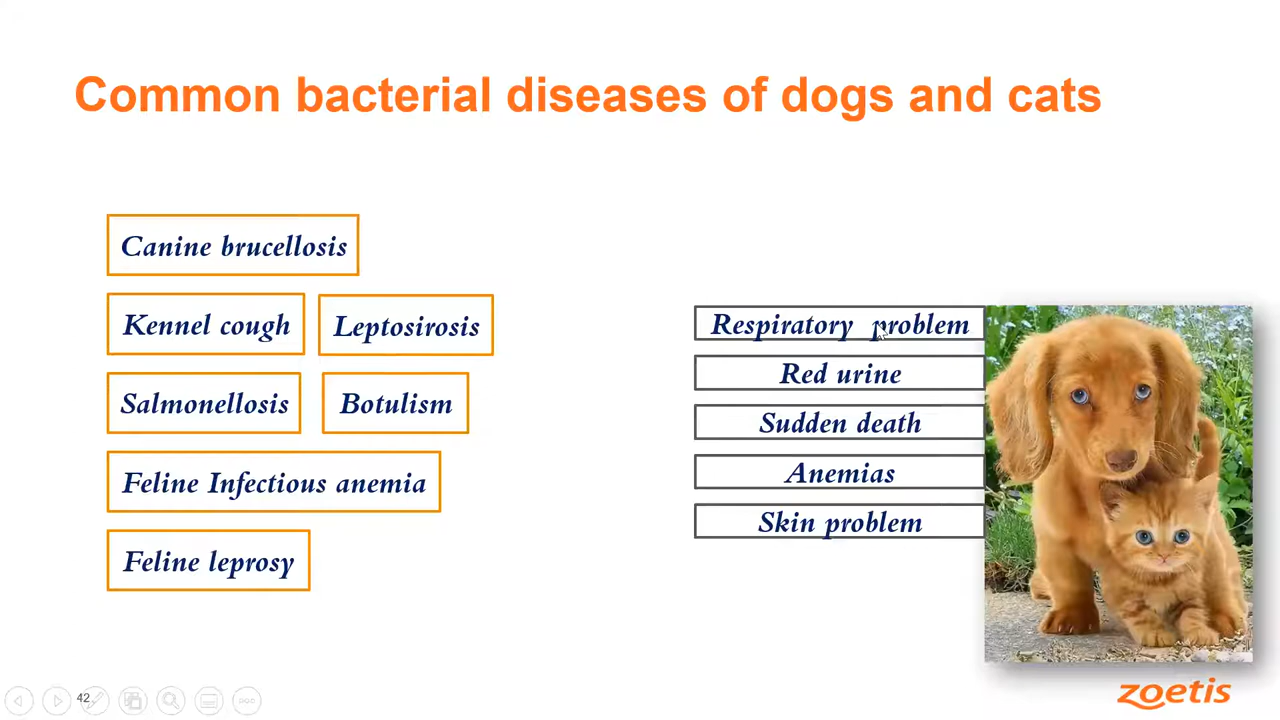 Common bacterial diseases of dogs and cats
Canine brucellosis
Kennel cough
Leptosirosis
Salmonellosis
Botulism
Feline Infectious anemia
Feline leprosy
Respiratory problem
Red urine
Sudden death
Anemias
Skin problem
42
zoetis